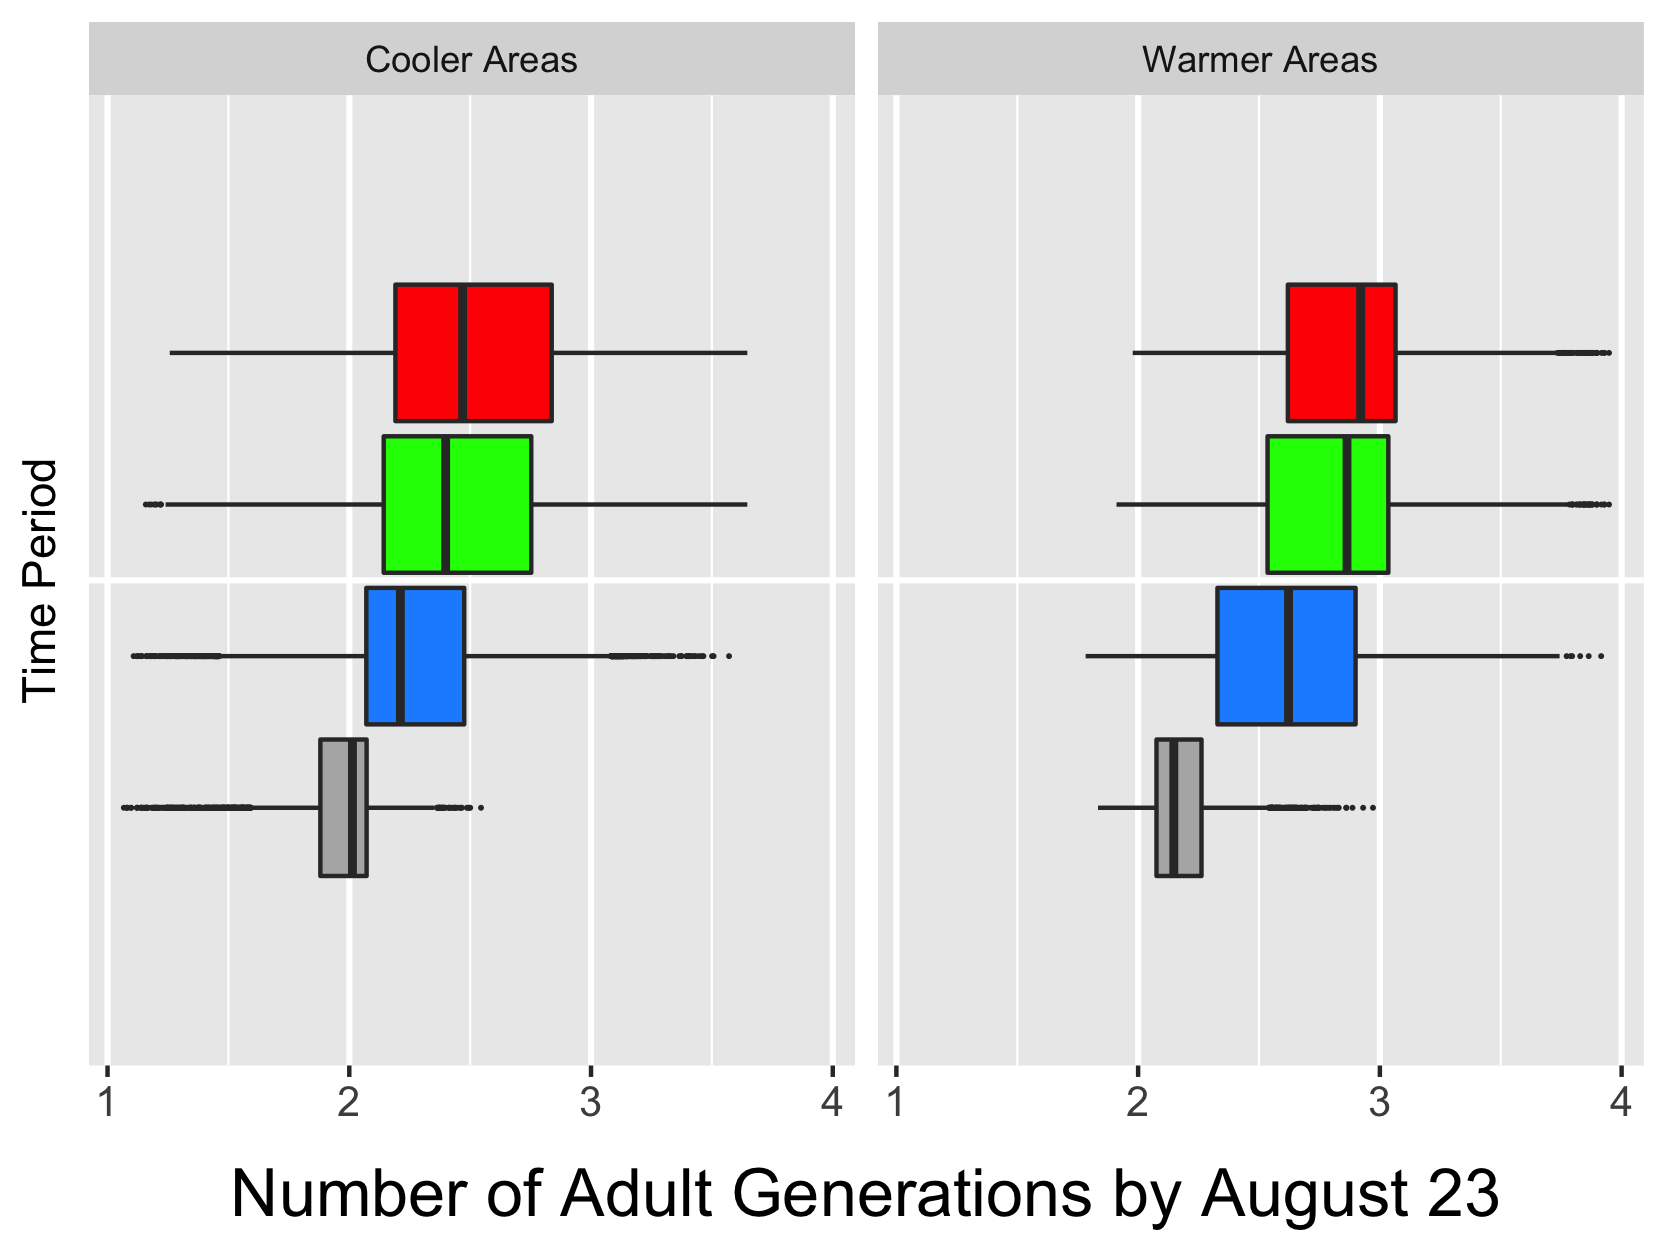 Cooler Areas
Warmer Areas
Time Period
1 2 3 4
1 2 3 4
Number of Adult Generations by August 23